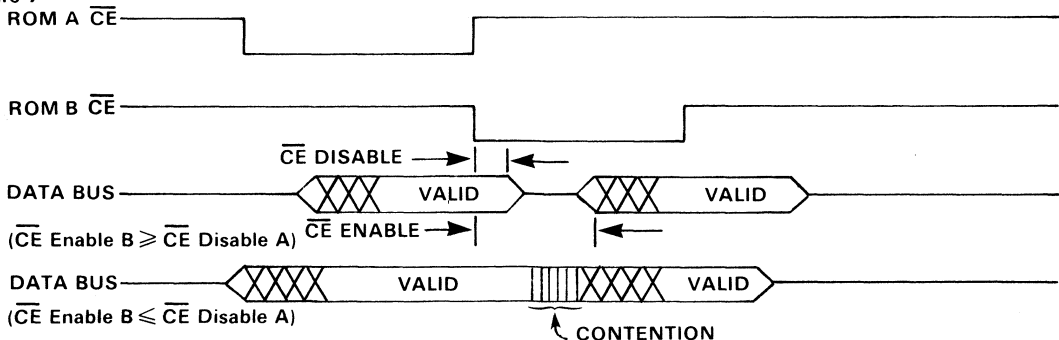 ROM A CE
ROM B CE
CE DISABLE
DATA BUS VALID VALID
CE ENABLE
(CE Enable B ≥ CE Disable A)
DATA BUS VALID VALID
(CE Enable B ≤ CE Disable A)
CONTENTION